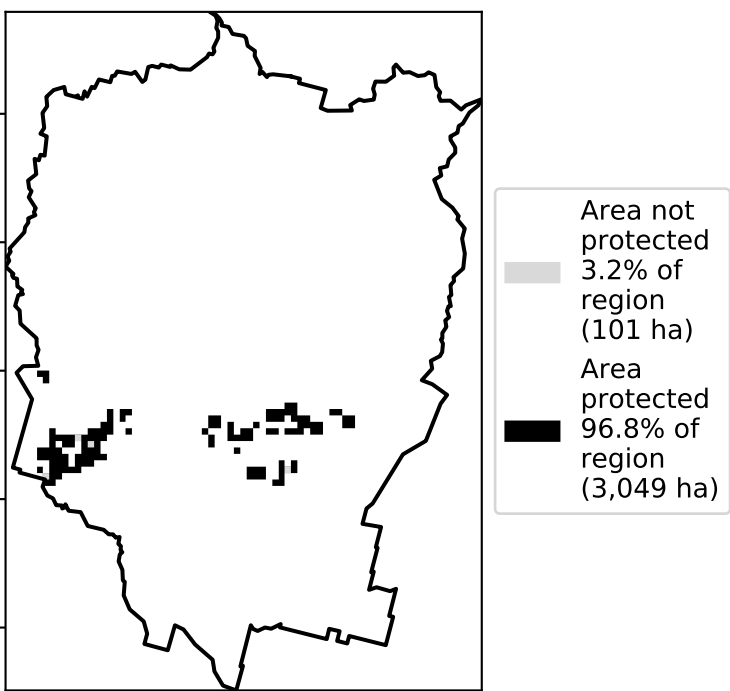 Area not
protected
3.2% of
region
(101 ha)
Area
protected
96.8% of
region
(3,049 ha)